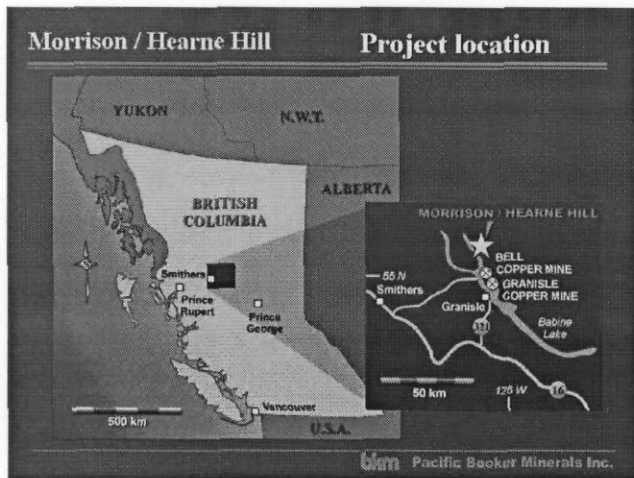 Morrison / Hearne Hill
Project location
YUKON
N.W.T.
BRITISH
COLUMBIA
ALBERTA
Smithers
Prince
Rupert
Prince
George
Vancouver
500 km
U.S.A.
MORRISON / HEARNE HILL
BELL
COPPER MINE
GRANISLE
COPPER MINE
55 N
Smithers
Granisle
Babine
Lake
50 km
126 W
16
bkm Pacific Booker Minerals Inc.